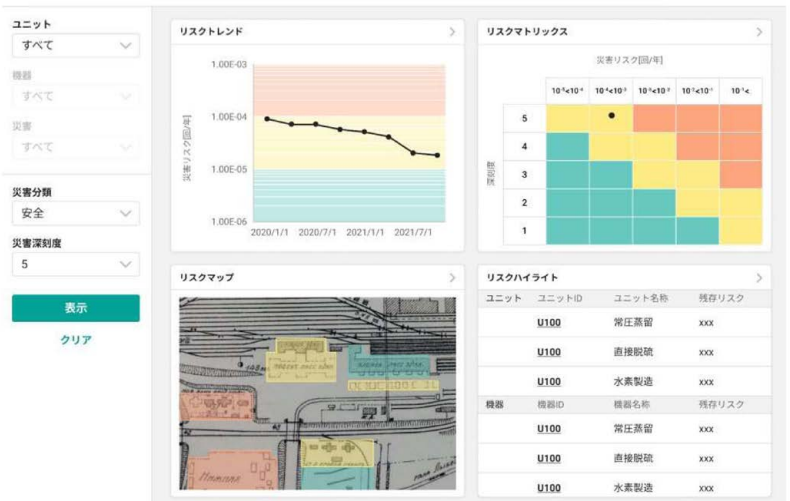 ユニット
すべて
機器
すべて
災害
すべて
災害分類
安全
災害深刻度
5
表示
クリア
リスクトレンド
災害リスク[回/年]
1.00E-03
1.00E-04
1.00E-05
1.00E-06
2020/1/1 2020/7/1 2021/1/1 2021/7/1
リスクマトリックス
災害リスク[回/年]
10⁻⁵<10⁻⁴ 10⁻⁴<10⁻³ 10⁻³<10⁻² 10⁻²<10⁻¹ 10⁻¹<
深刻度
5
4
3
2
1
リスクマップ
リスクハイライト
ユニット ユニットID ユニット名称 残存リスク
U100 常圧蒸留 xxx
U100 直接脱硫 xxx
U100 水素製造 xxx
機器 機器ID 機器名称 残存リスク
U100 常圧蒸留 xxx
U100 直接脱硫 xxx
U100 水素製造 xxx